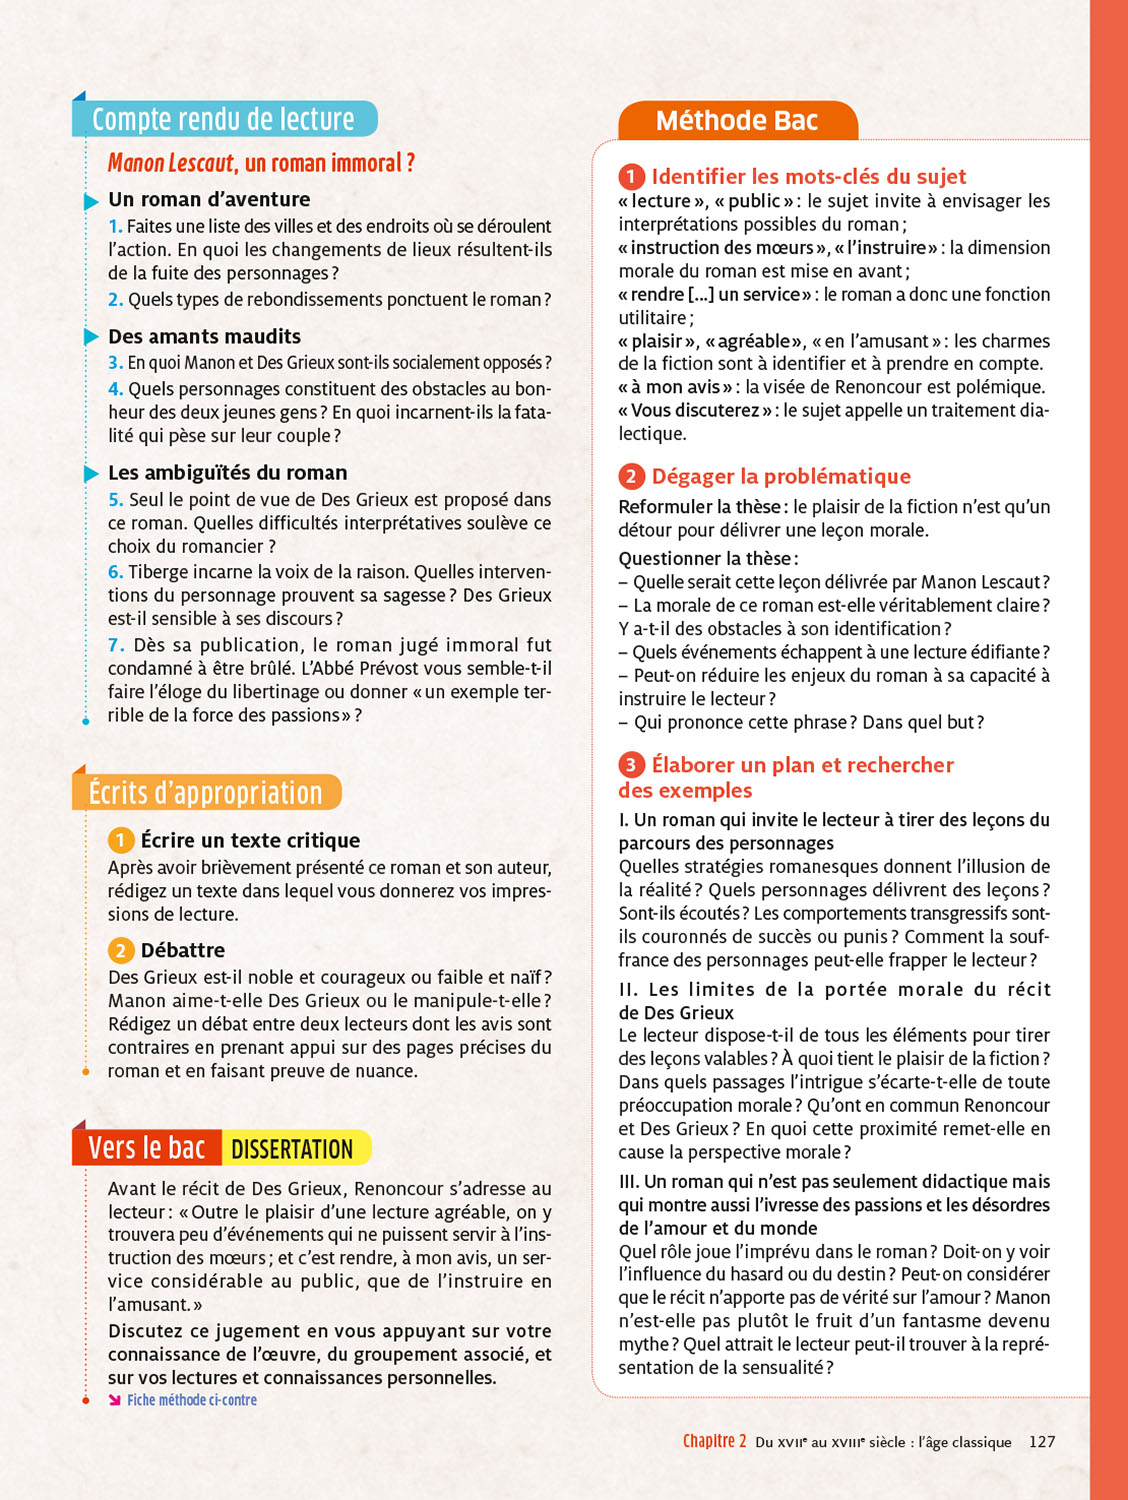 Compte rendu de lecture
Manon Lescaut, un roman immoral ?
Un roman d’aventure
1. Faites une liste des villes et des endroits où se déroulent
l’action. En quoi les changements de lieux résultent-ils
de la fuite des personnages ?
2. Quels types de rebondissements ponctuent le roman ?
Des amants maudits
3. En quoi Manon et Des Grieux sont-ils socialement opposés ?
4. Quels personnages constituent des obstacles au bon-
heur des deux jeunes gens ? En quoi incarnent-ils la fata-
lité qui pèse sur leur couple ?
Les ambiguïtés du roman
5. Seul le point de vue de Des Grieux est proposé dans
ce roman. Quelles difficultés interprétatives soulève ce
choix du romancier ?
6. Tiberge incarne la voix de la raison. Quelles interven-
tions du personnage prouvent sa sagesse ? Des Grieux
est-il sensible à ses discours ?
7. Dès sa publication, le roman jugé immoral fut
condamné à être brûlé. L’Abbé Prévost vous semble-t-il
faire l’éloge du libertinage ou donner « un exemple ter-
rible de la force des passions » ?
Écrits d’appropriation
1 Écrire un texte critique
Après avoir brièvement présenté ce roman et son auteur,
rédigez un texte dans lequel vous donnerez vos impres-
sions de lecture.
2 Débattre
Des Grieux est-il noble et courageux ou faible et naïf ?
Manon aime-t-elle Des Grieux ou le manipule-t-elle ?
Rédigez un débat entre deux lecteurs dont les avis sont
contraires en prenant appui sur des pages précises du
roman et en faisant preuve de nuance.
Vers le bac DISSERTATION
Avant le récit de Des Grieux, Renoncour s’adresse au
lecteur : « Outre le plaisir d’une lecture agréable, on y
trouvera peu d’événements qui ne puissent servir à l’ins-
truction des mœurs ; et c’est rendre, à mon avis, un ser-
vice considérable au public, que de l’instruire en
l’amusant. »
Discutez ce jugement en vous appuyant sur votre
connaissance de l’œuvre, du groupement associé, et
sur vos lectures et connaissances personnelles.
Fiche méthode ci-contre
Méthode Bac
1 Identifier les mots-clés du sujet
« lecture », « public » : le sujet invite à envisager les
interprétations possibles du roman ;
« instruction des mœurs », « l’instruire » : la dimension
morale du roman est mise en avant ;
« rendre [...] un service » : le roman a donc une fonction
utilitaire ;
« plaisir », « agréable », « en l’amusant » : les charmes
de la fiction sont à identifier et à prendre en compte.
« à mon avis » : la visée de Renoncour est polémique.
« Vous discuterez » : le sujet appelle un traitement dia-
lectique.
2 Dégager la problématique
Reformuler la thèse : le plaisir de la fiction n’est qu’un
détour pour délivrer une leçon morale.
Questionner la thèse :
– Quelle serait cette leçon délivrée par Manon Lescaut ?
– La morale de ce roman est-elle véritablement claire ?
Y a-t-il des obstacles à son identification ?
– Quels événements échappent à une lecture édifiante ?
– Peut-on réduire les enjeux du roman à sa capacité à
instruire le lecteur ?
– Qui prononce cette phrase ? Dans quel but ?
3 Élaborer un plan et rechercher
des exemples
I. Un roman qui invite le lecteur à tirer des leçons du
parcours des personnages
Quelles stratégies romanesques donnent l’illusion de
la réalité ? Quels personnages délivrent des leçons ?
Sont-ils écoutés ? Les comportements transgressifs sont-
ils couronnés de succès ou punis ? Comment la souf-
france des personnages peut-elle frapper le lecteur ?
II. Les limites de la portée morale du récit
de Des Grieux
Le lecteur dispose-t-il de tous les éléments pour tirer
des leçons valables ? À quoi tient le plaisir de la fiction ?
Dans quels passages l’intrigue s’écarte-t-elle de toute
préoccupation morale ? Qu’ont en commun Renoncour
et Des Grieux ? En quoi cette proximité remet-elle en
cause la perspective morale ?
III. Un roman qui n’est pas seulement didactique mais
qui montre aussi l’ivresse des passions et les désordres
de l’amour et du monde
Quel rôle joue l’imprévu dans le roman ? Doit-on y voir
l’influence du hasard ou du destin ? Peut-on considérer
que le récit n’apporte pas de vérité sur l’amour ? Manon
n’est-elle pas plutôt le fruit d’un fantasme devenu
mythe ? Quel attrait le lecteur peut-il trouver à la repré-
sentation de la sensualité ?
Chapitre 2 Du XVIIe au XVIIIe siècle : l’âge classique 127